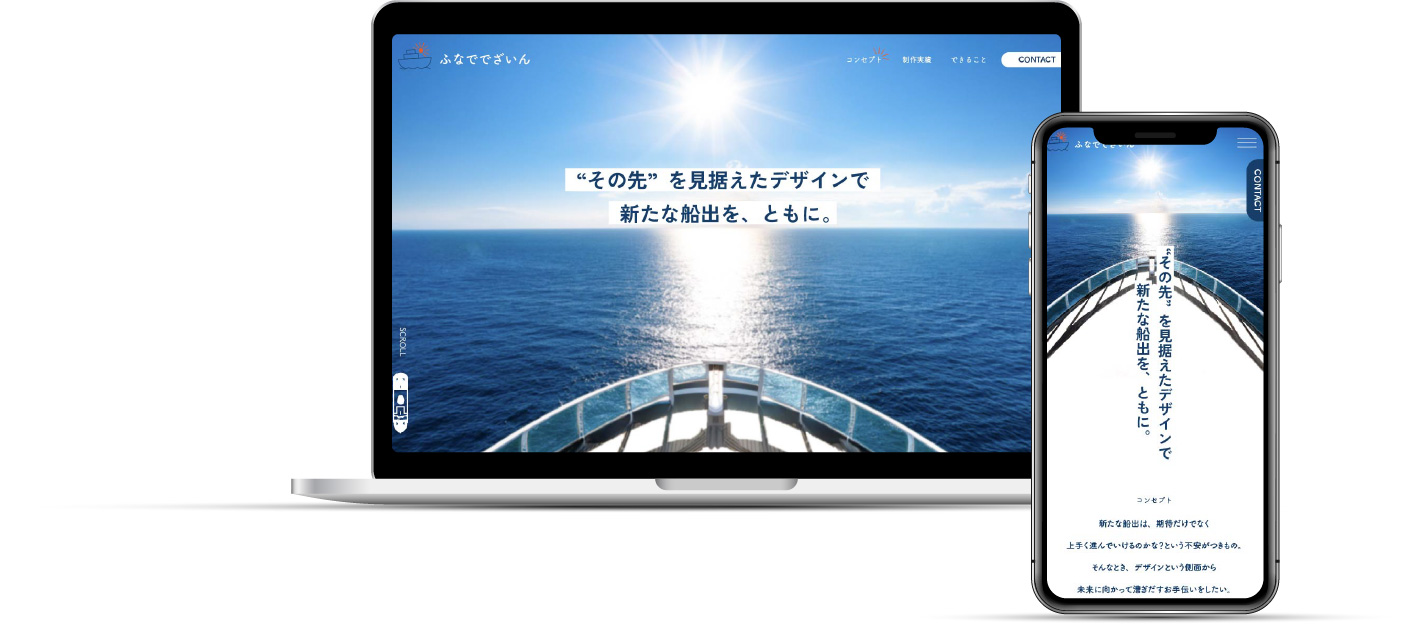 ふなででざいん
コンセプト
制作実績
できること
CONTACT
“その先” を見据えたデザインで
新たな船出を、ともに。
SCROLL
ふなででざいん
CONTACT
“その先” を見据えたデザインで
新たな船出を、ともに。
コンセプト
新たな船出は、期待だけでなく
上手く進んでいけるのかな?という不安がつきもの。
そんなとき、デザインという側面から
未来に向かって漕ぎだすお手伝いをしたい。